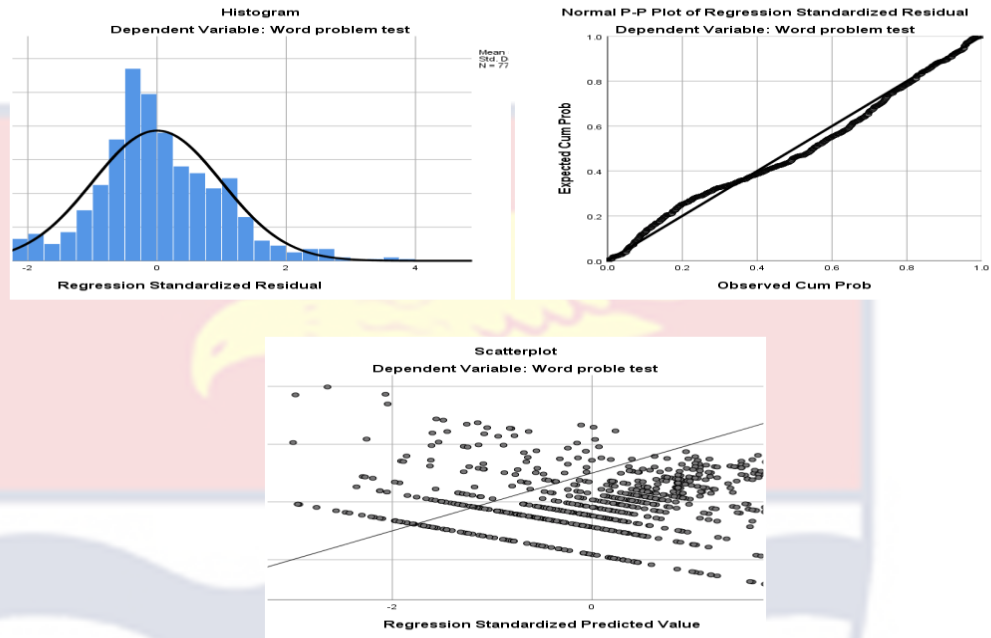 Histogram
Dependent Variable: Word problem test
Mean
Std. D
N = 77
-2
0
2
4
Regression Standardized Residual
Normal P-P Plot of Regression Standardized Residual
Dependent Variable: Word problem test
Expected Cum Prob
1.0
0.8
0.6
0.4
0.2
0.0
0.0
0.2
0.4
0.6
0.8
1.0
Observed Cum Prob
Scatterplot
Dependent Variable: Word proble test
-2
0
Regression Standardized Predicted Value